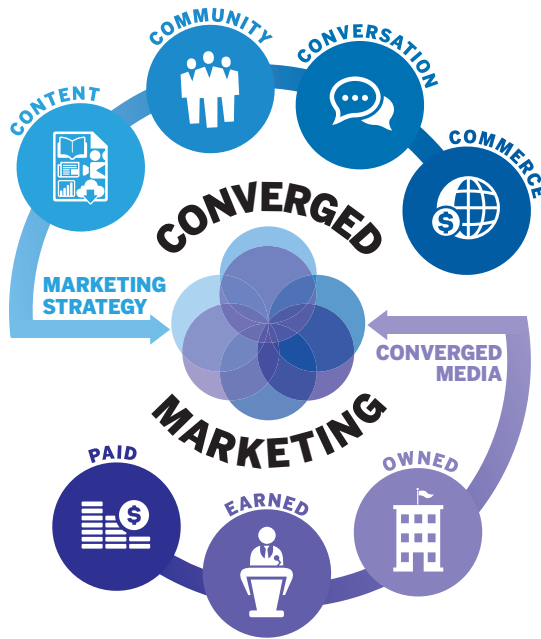 COMMUNITY
CONVERSATION
CONTENT
COMMERCE
$
CONVERGED
MARKETING
STRATEGY
CONVERGED
MEDIA
MARKETING
PAID
OWNED
EARNED
$